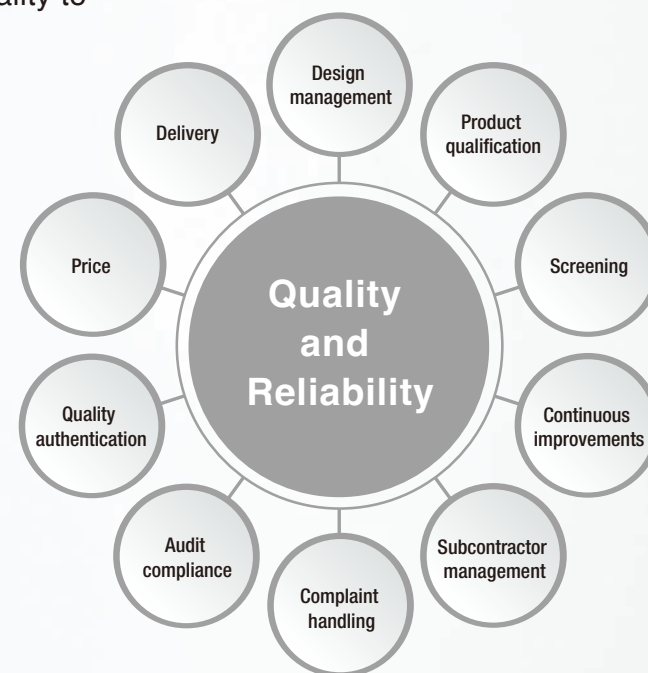 ality to
Design
management
Product
qualification
Screening
Continuous
improvements
Subcontractor
management
Complaint
handling
Audit
compliance
Quality
authentication
Price
Delivery
Quality
and
Reliability